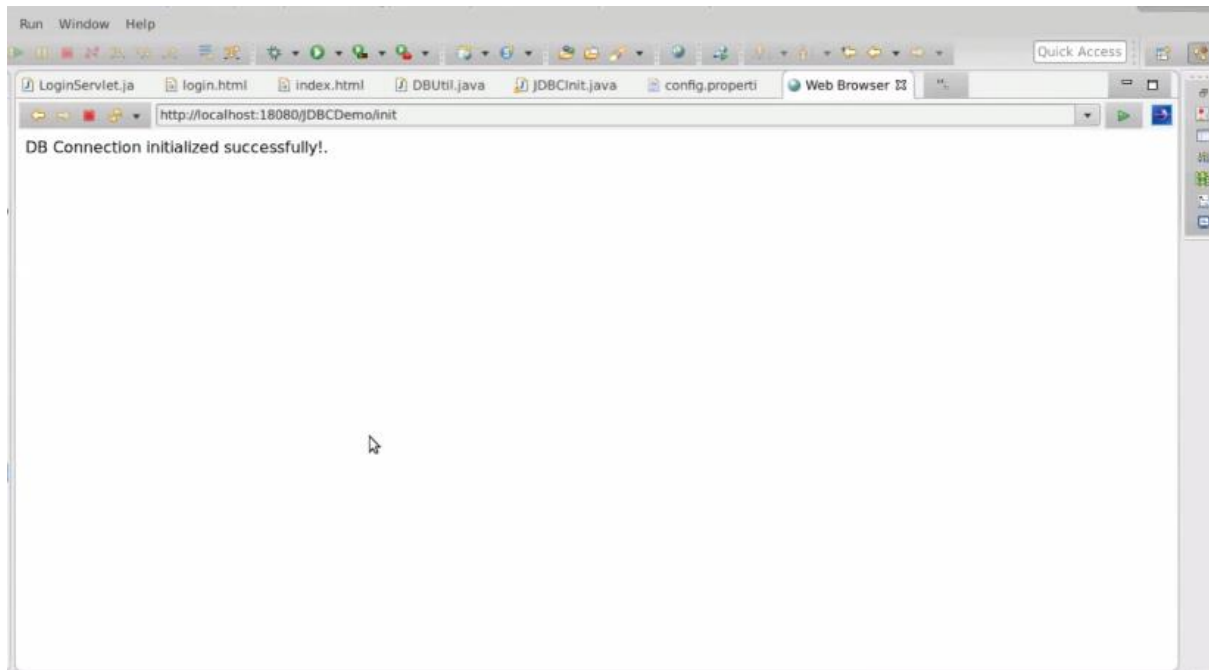 Run Window Help
Quick Access
LoginServlet.ja login.html index.html DBUtil.java JDBCInit.java config.properti Web Browser
http://localhost:18080/JDBCDemo/init
DB Connection initialized successfully!.